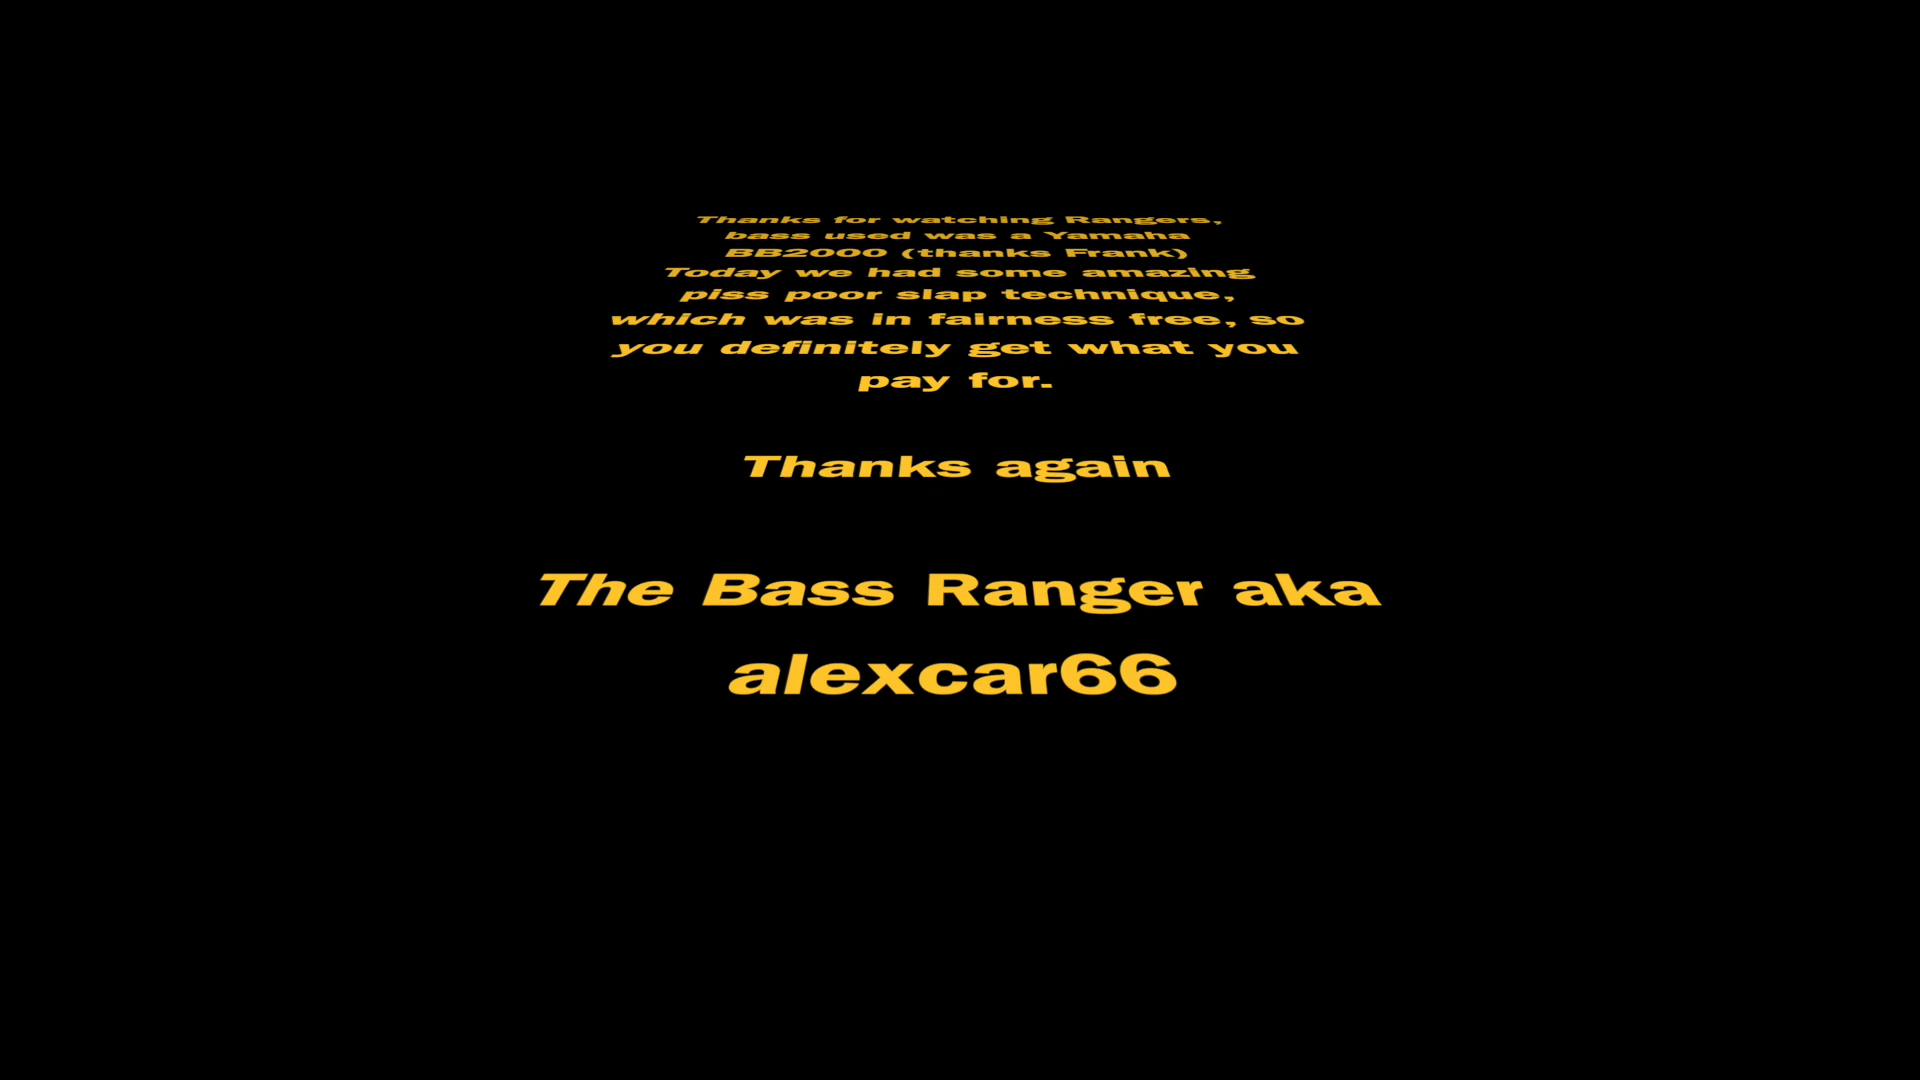 Thanks for watching Rangers,
bass used was a Yamaha
BB2000 (thanks Frank)
Today we had some amazing
piss poor slap technique,
which was in fairness free, so
you definitely get what you
pay for.
Thanks again
The Bass Ranger aka
alexcar66